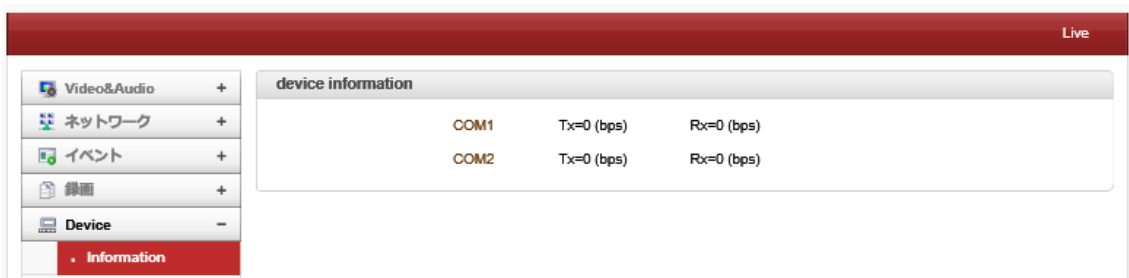 Live
Video&Audio +
ネットワーク +
イベント +
録画 +
Device −
. Information
device information
COM1 Tx=0 (bps) Rx=0 (bps)
COM2 Tx=0 (bps) Rx=0 (bps)